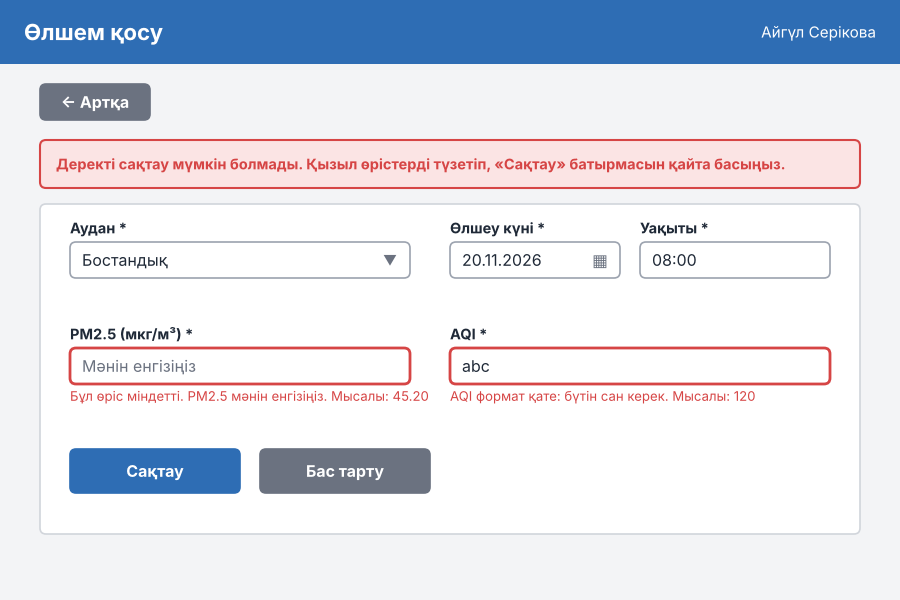 Өлшем қосу
Айгүл Серікова
← Артқа
Деректі сақтау мүмкін болмады. Қызыл өрістерді түзетіп, «Сақтау» батырмасын қайта басыңыз.
Аудан *
Өлшеу күні *
Уақыты *
Бостандық
20.11.2026
08:00
PM2.5 (мкг/м³) *
AQI *
Мәнін енгізіңіз
abc
Бұл өріс міндетті. PM2.5 мәнін енгізіңіз. Мысалы: 45.20
AQI формат қате: бүтін сан керек. Мысалы: 120
Сақтау
Бас тарту